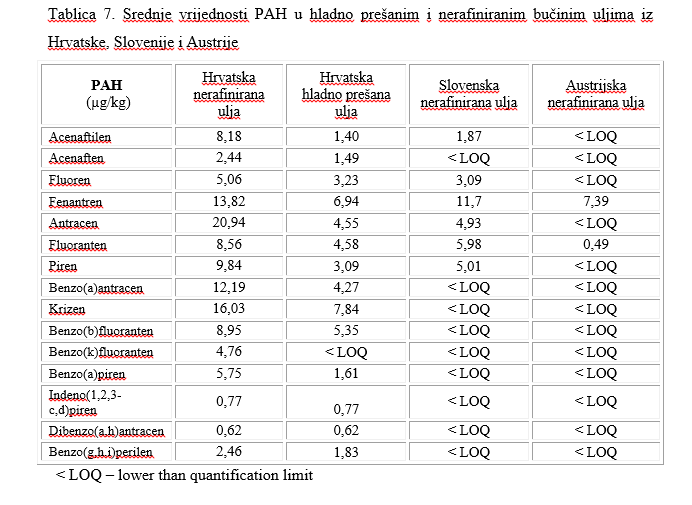 Tablica 7. Srednje vrijednosti PAH u hladno prešanim i nerafiniranim bučinim uljima iz
Hrvatske, Slovenije i Austrije
PAH
(µg/kg)
Hrvatska
nerafinirana
ulja
Hrvatska
hladno prešana
ulja
Slovenska
nerafinirana ulja
Austrijska
nerafinirana ulja
Acenaftilen 8,18 1,40 1,87 < LOQ
Acenaften 2,44 1,49 < LOQ < LOQ
Fluoren 5,06 3,23 3,09 < LOQ
Fenantren 13,82 6,94 11,7 7,39
Antracen 20,94 4,55 4,93 < LOQ
Fluoranten 8,56 4,58 5,98 0,49
Piren 9,84 3,09 5,01 < LOQ
Benzo(a)antracen 12,19 4,27 < LOQ < LOQ
Krizen 16,03 7,84 < LOQ < LOQ
Benzo(b)fluoranten 8,95 5,35 < LOQ < LOQ
Benzo(k)fluoranten 4,76 < LOQ < LOQ < LOQ
Benzo(a)piren 5,75 1,61 < LOQ < LOQ
Indeno(1,2,3-
c,d)piren 0,77 0,77 < LOQ < LOQ
Dibenzo(a,h)antracen 0,62 0,62 < LOQ < LOQ
Benzo(g,h,i)perilen 2,46 1,83 < LOQ < LOQ
< LOQ – lower than quantification limit